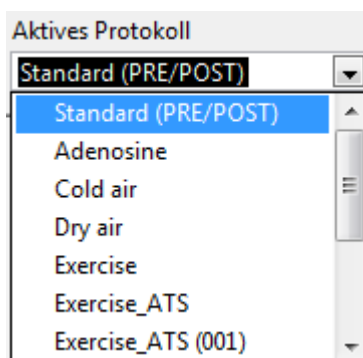 Aktives Protokoll
Standard (PRE/POST)
Standard (PRE/POST)
Adenosine
Cold air
Dry air
Exercise
Exercise_ATS
Exercise_ATS (001)